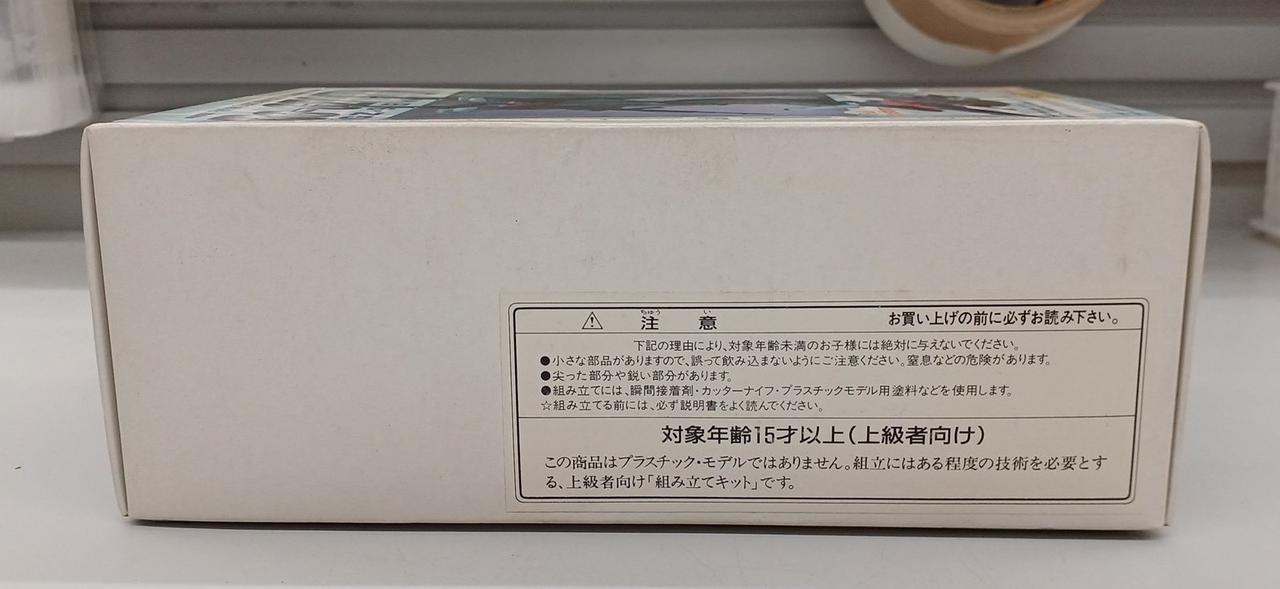 ⚠ 注意 お買い上げの前に必ずお読み下さい。
ちゅう い
下記の理由により、対象年齢未満のお子様には絶対に与えないでください。
●小さな部品がありますので、誤って飲み込まないようにご注意ください。窒息などの危険があります。
●尖った部分や鋭い部分があります。
●組み立てには、瞬間接着剤・カッターナイフ・プラスチックモデル用塗料などを使用します。
☆組み立てる前には、必ず説明書をよく読んでください。
対象年齢15才以上(上級者向け)
この商品はプラスチック・モデルではありません。組立にはある程度の技術を必要とす
る、上級者向け「組み立てキット」です。